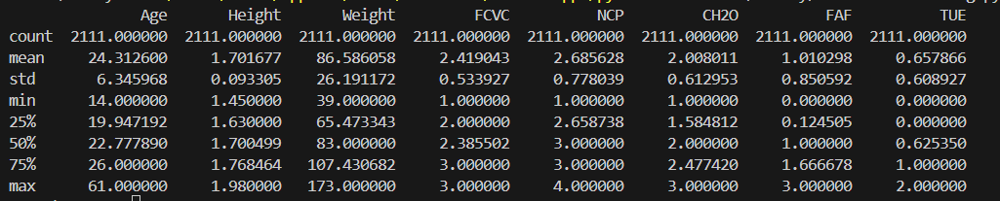 Age Height Weight FCVC NCP CH2O FAF TUE
count 2111.000000 2111.000000 2111.000000 2111.000000 2111.000000 2111.000000 2111.000000 2111.000000
mean 24.312600 1.701677 86.586058 2.419043 2.685628 2.008011 1.010298 0.657866
std 6.345968 0.093305 26.191172 0.533927 0.778039 0.612953 0.850592 0.608927
min 14.000000 1.450000 39.000000 1.000000 1.000000 1.000000 0.000000 0.000000
25% 19.947192 1.630000 65.473343 2.000000 2.658738 1.584812 0.124505 0.000000
50% 22.777890 1.700499 83.000000 2.385502 3.000000 2.000000 1.000000 0.625350
75% 26.000000 1.768464 107.430682 3.000000 3.000000 2.477420 1.666678 1.000000
max 61.000000 1.980000 173.000000 3.000000 4.000000 3.000000 3.000000 2.000000